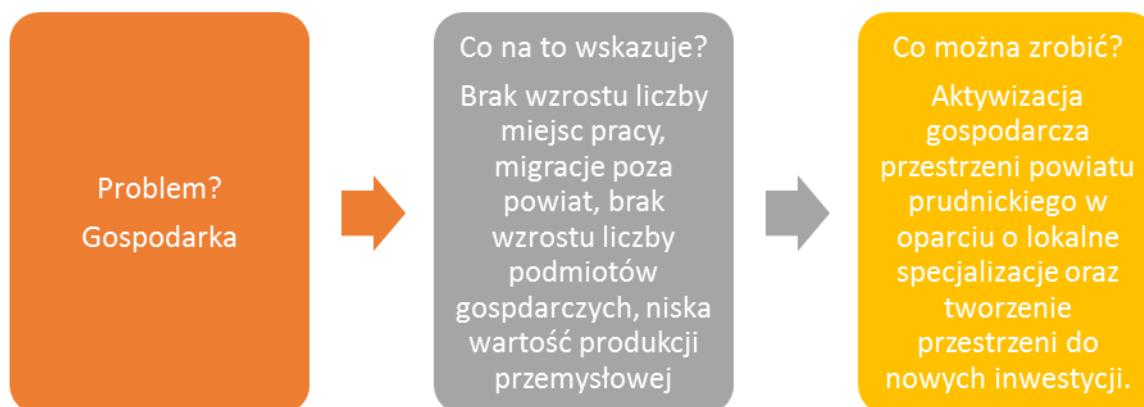 Problem?
Gospodarka
Co na to wskazuje?
Brak wzrostu liczby
miejsc pracy,
migracje poza
powiat, brak
wzrostu liczby
podmiotów
gospdarczych, niska
wartość produkcji
przemysłowej
Co można zrobić?
Aktywizacja
gospodarcza
przestrzeni powiatu
prudnickiego w
oparciu o lokalne
specjalizacje oraz
tworzenie
przestrzeni do
nowych inwestycji.